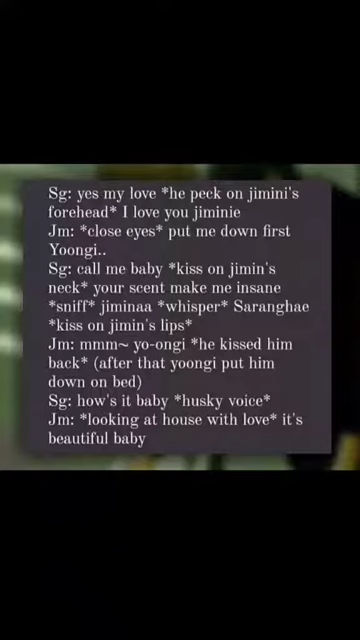 Sg: yes my love *he peck on jimini's
forehead* I love you jiminie
Jm: *close eyes* put me down first
Yoongi..
Sg: call me baby *kiss on jimin's
neck* your scent make me insane
*sniff* jiminaa *whisper* Saranghae
*kiss on jimin's lips*
Jm: mmm~ yo-ongi *he kissed him
back* (after that yoongi put him
down on bed)
Sg: how's it baby *husky voice*
Jm: *looking at house with love* it's
beautiful baby